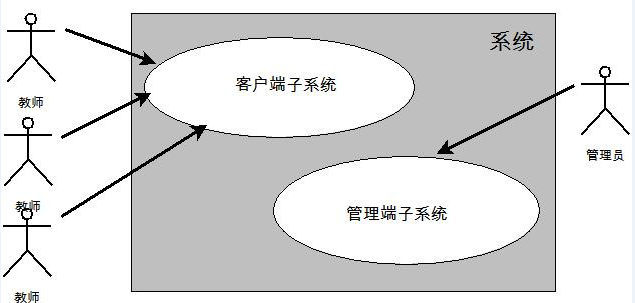 系统
客户端子系统
教师
教师
管理员
管理端子系统
教师